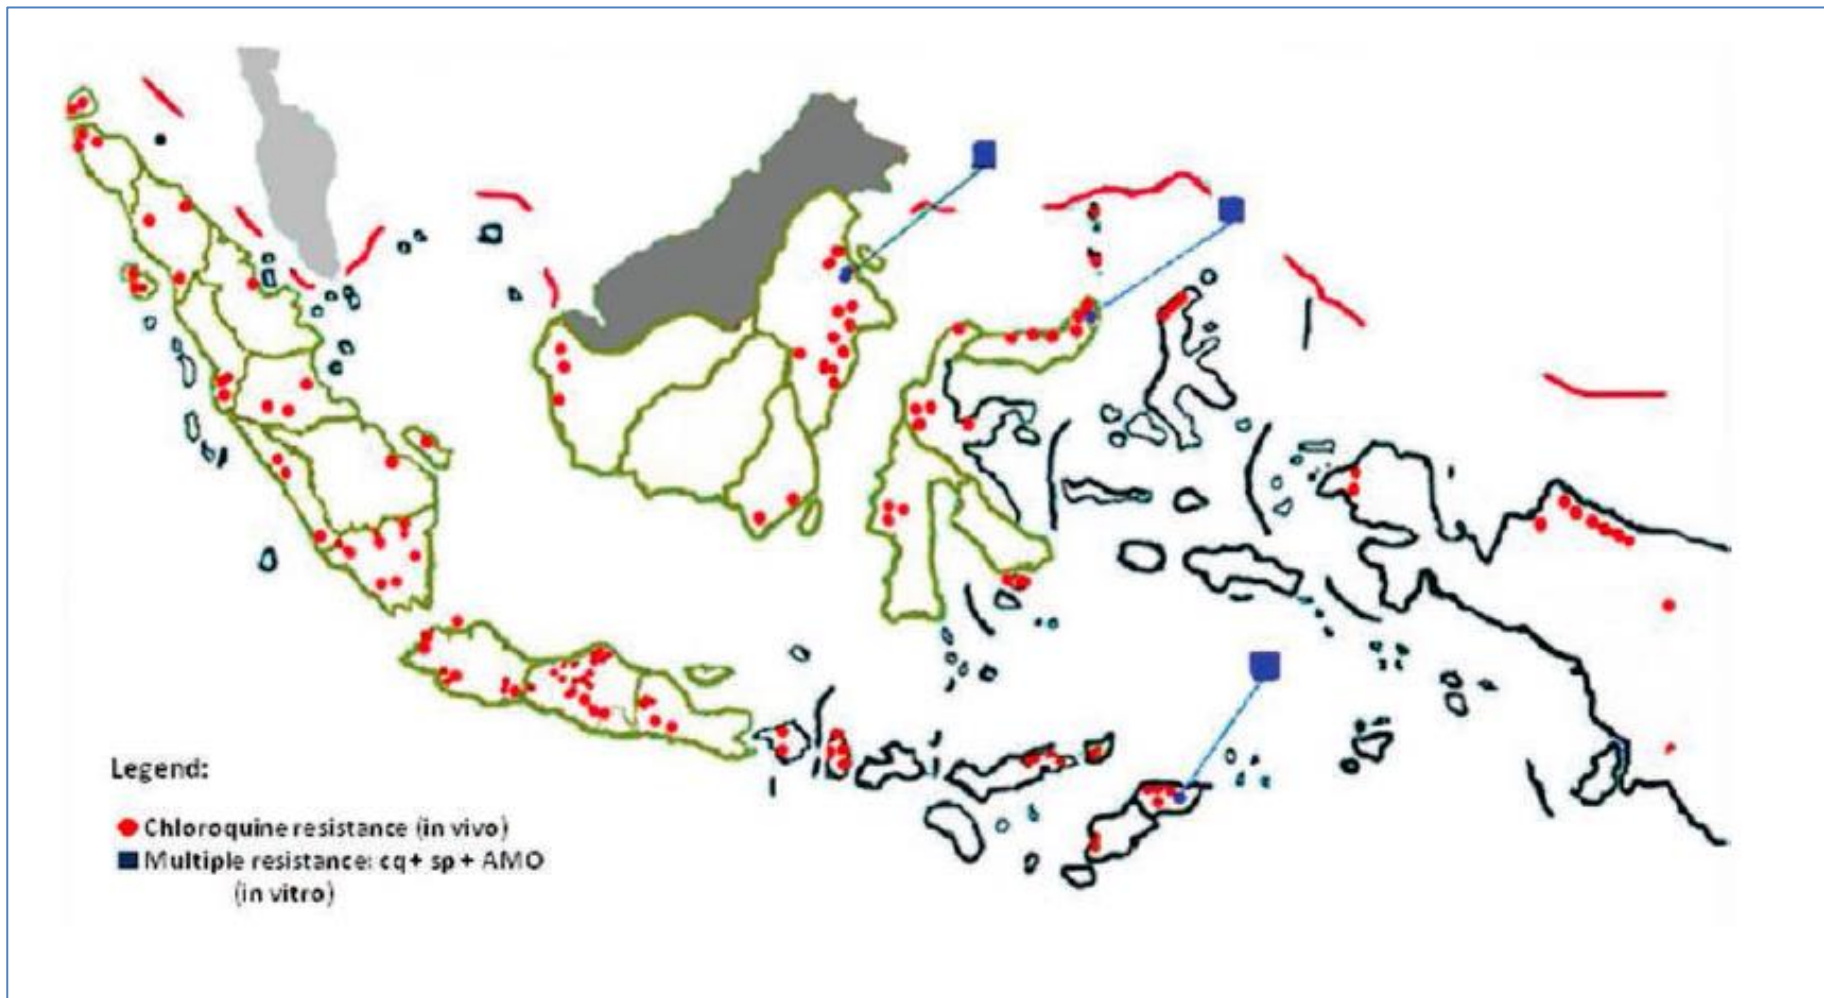 Legend:
Chloroquine resistance (in vivo)
Multiple resistance: cq + sp + AMO
(in vitro)